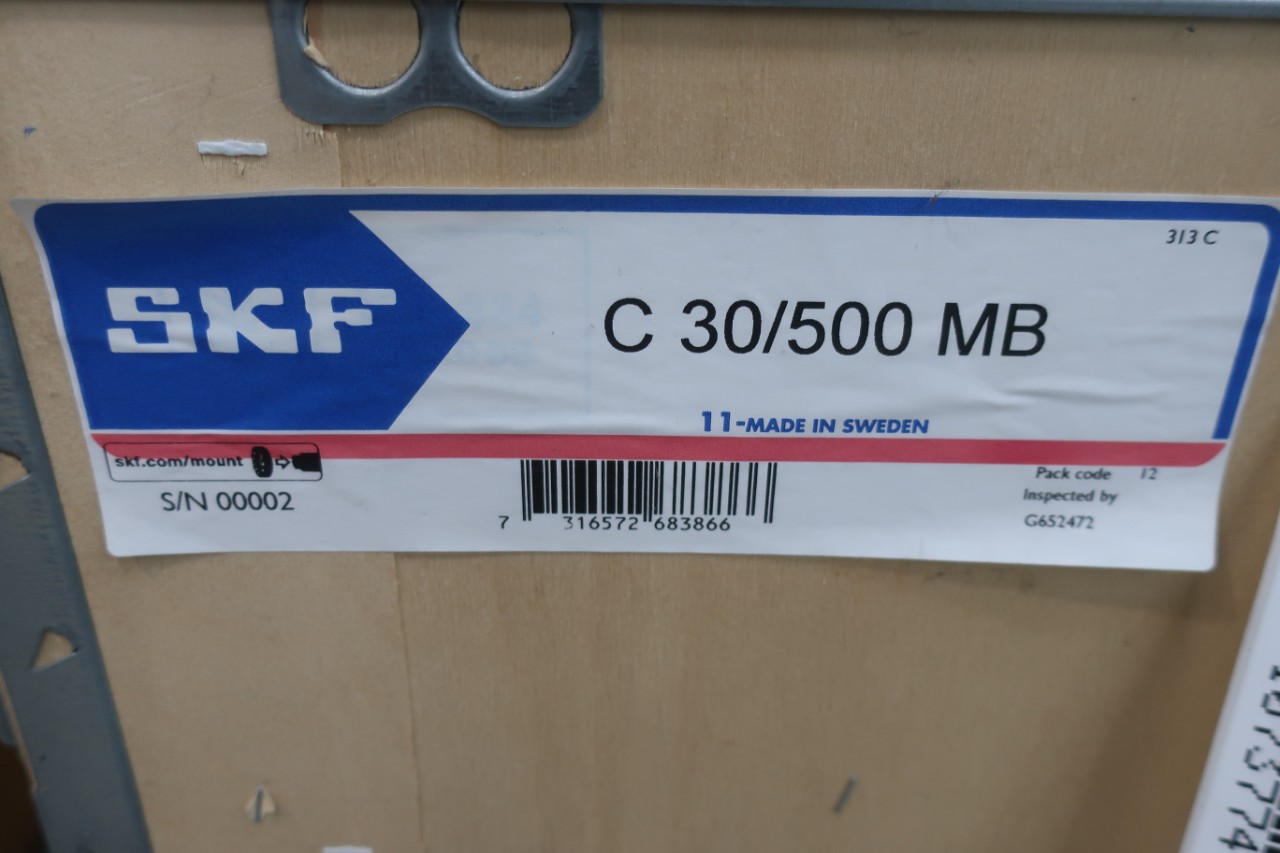 313 C
SKF
C 30/500 MB
11-MADE IN SWEDEN
skf.com/mount
S/N 00002
7 316572 683866
Pack code 12
Inspected by
G652472